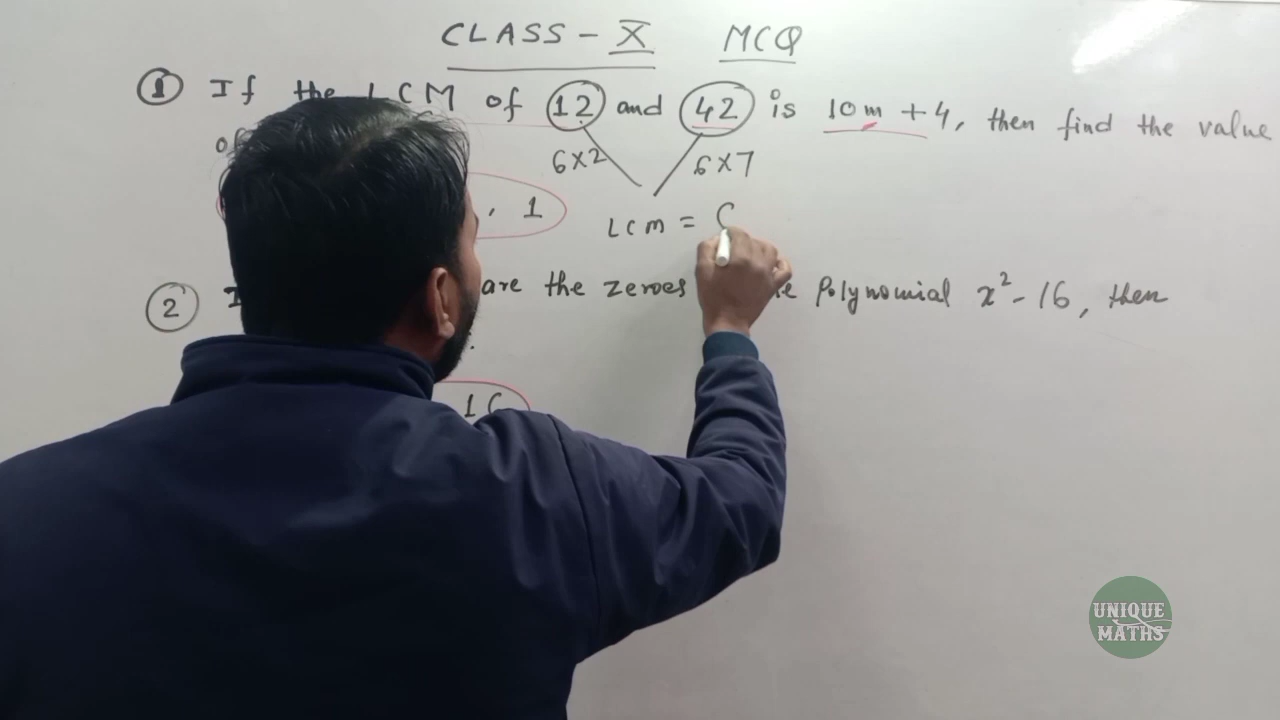 CLASS - X MCQ
① If the LCM of 12 and 42 is 10m + 4, then find the value
of
6×2 6×7
, 1
LCM =
② are the zeroes Polynomial x² - 16, then
UNIQUE
MATHS